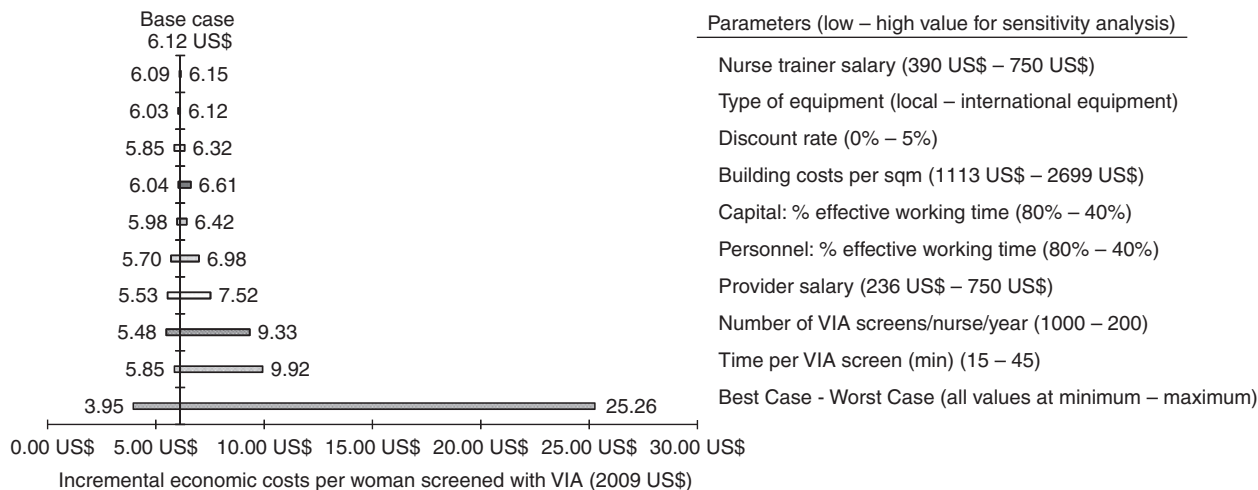 Base case
6.12 US$
Parameters (low – high value for sensitivity analysis)
6.09 6.15 Nurse trainer salary (390 US$ – 750 US$)
6.03 6.12 Type of equipment (local – international equipment)
5.85 6.32 Discount rate (0% – 5%)
6.04 6.61 Building costs per sqm (1113 US$ – 2699 US$)
5.98 6.42 Capital: % effective working time (80% – 40%)
5.70 6.98 Personnel: % effective working time (80% – 40%)
5.53 7.52 Provider salary (236 US$ – 750 US$)
5.48 9.33 Number of VIA screens/nurse/year (1000 – 200)
5.85 9.92 Time per VIA screen (min) (15 – 45)
3.95 25.26 Best Case - Worst Case (all values at minimum – maximum)
0.00 US$ 5.00 US$ 10.00 US$ 15.00 US$ 20.00 US$ 25.00 US$ 30.00 US$
Incremental economic costs per woman screened with VIA (2009 US$)